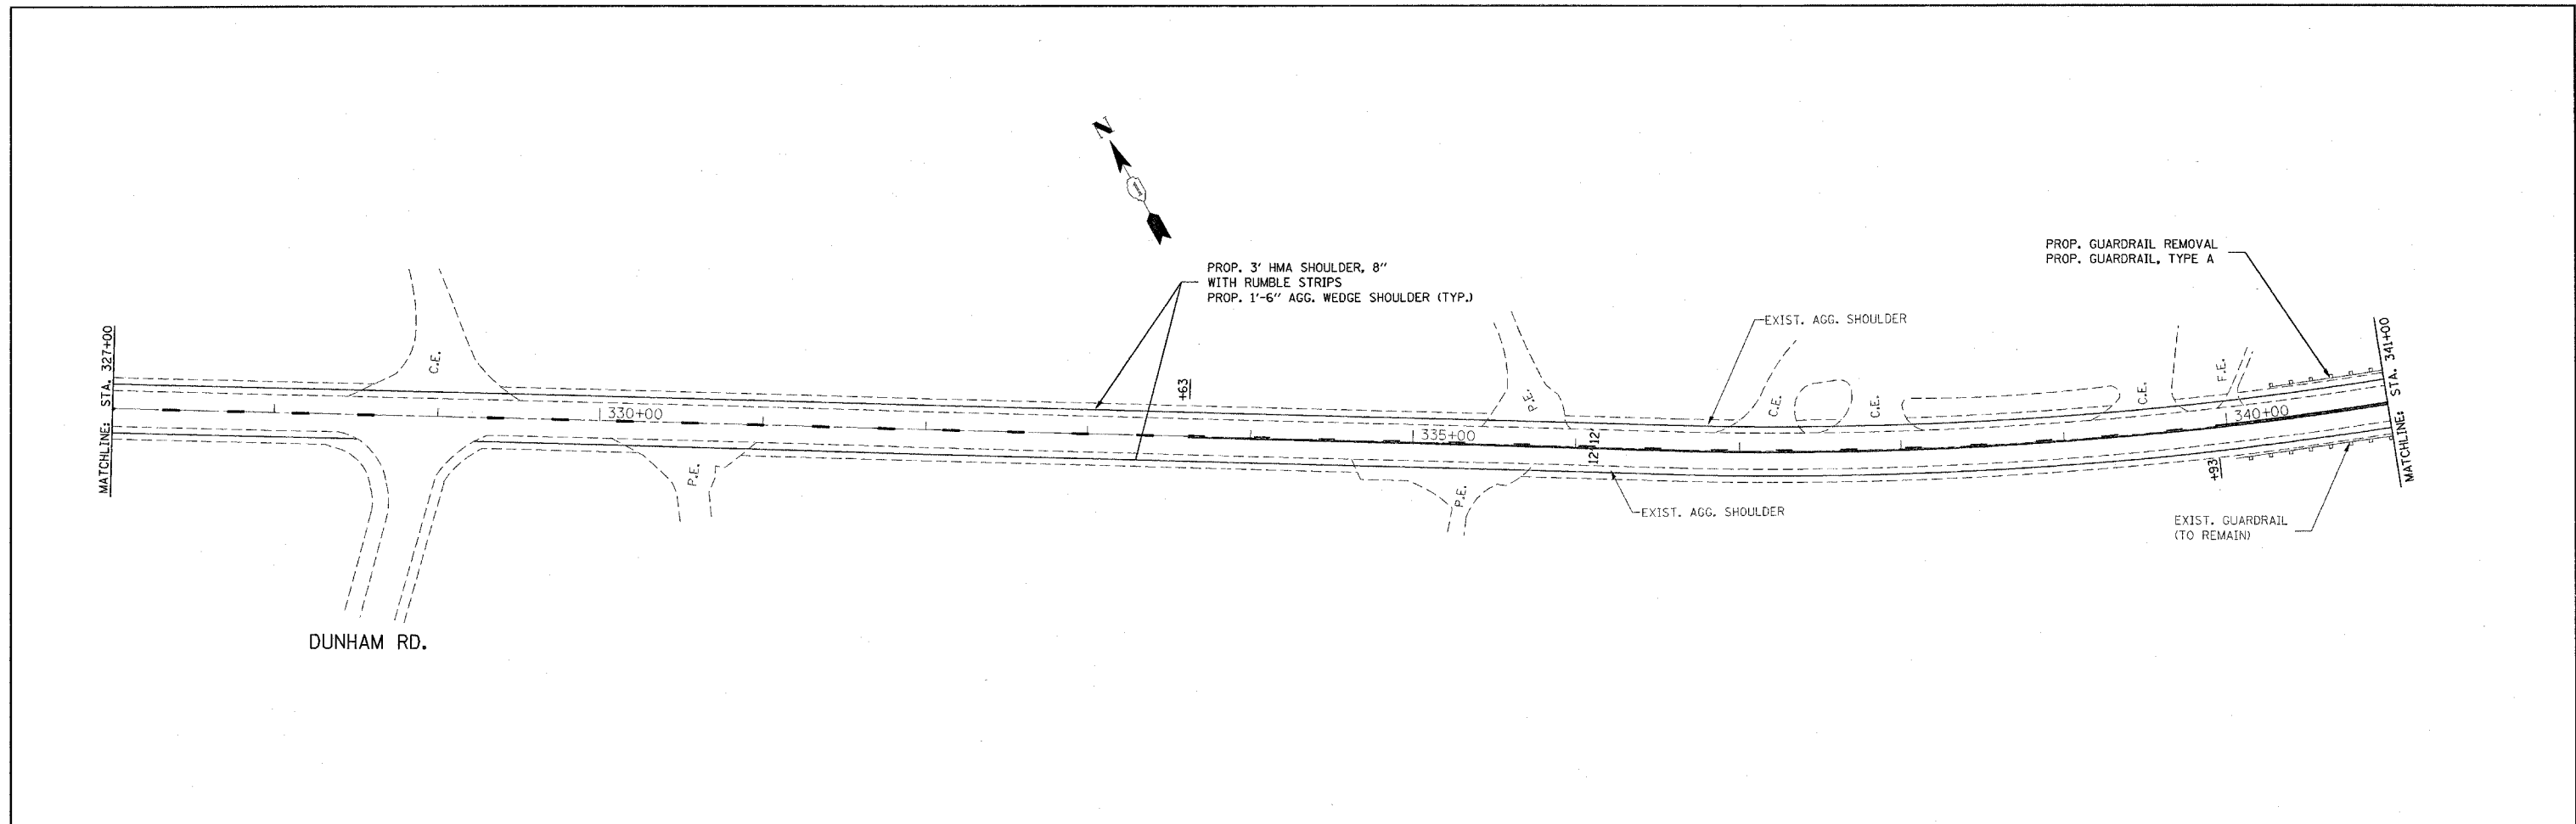 N
PROP. 3' HMA SHOULDER, 8"
WITH RUMBLE STRIPS
PROP. 1'-6" AGG. WEDGE SHOULDER (TYP.)
PROP. GUARDRAIL REMOVAL
PROP. GUARDRAIL, TYPE A
EXIST. AGG. SHOULDER
MATCHLINE: STA. 327+00
C.E.
330+00
P.E.
+63
335+00
P.E.
P.E.
12
12
C.E.
C.E.
C.E.
F.E.
340+00
+93
MATCHLINE: STA. 341+00
EXIST. AGG. SHOULDER
EXIST. GUARDRAIL
(TO REMAIN)
DUNHAM RD.